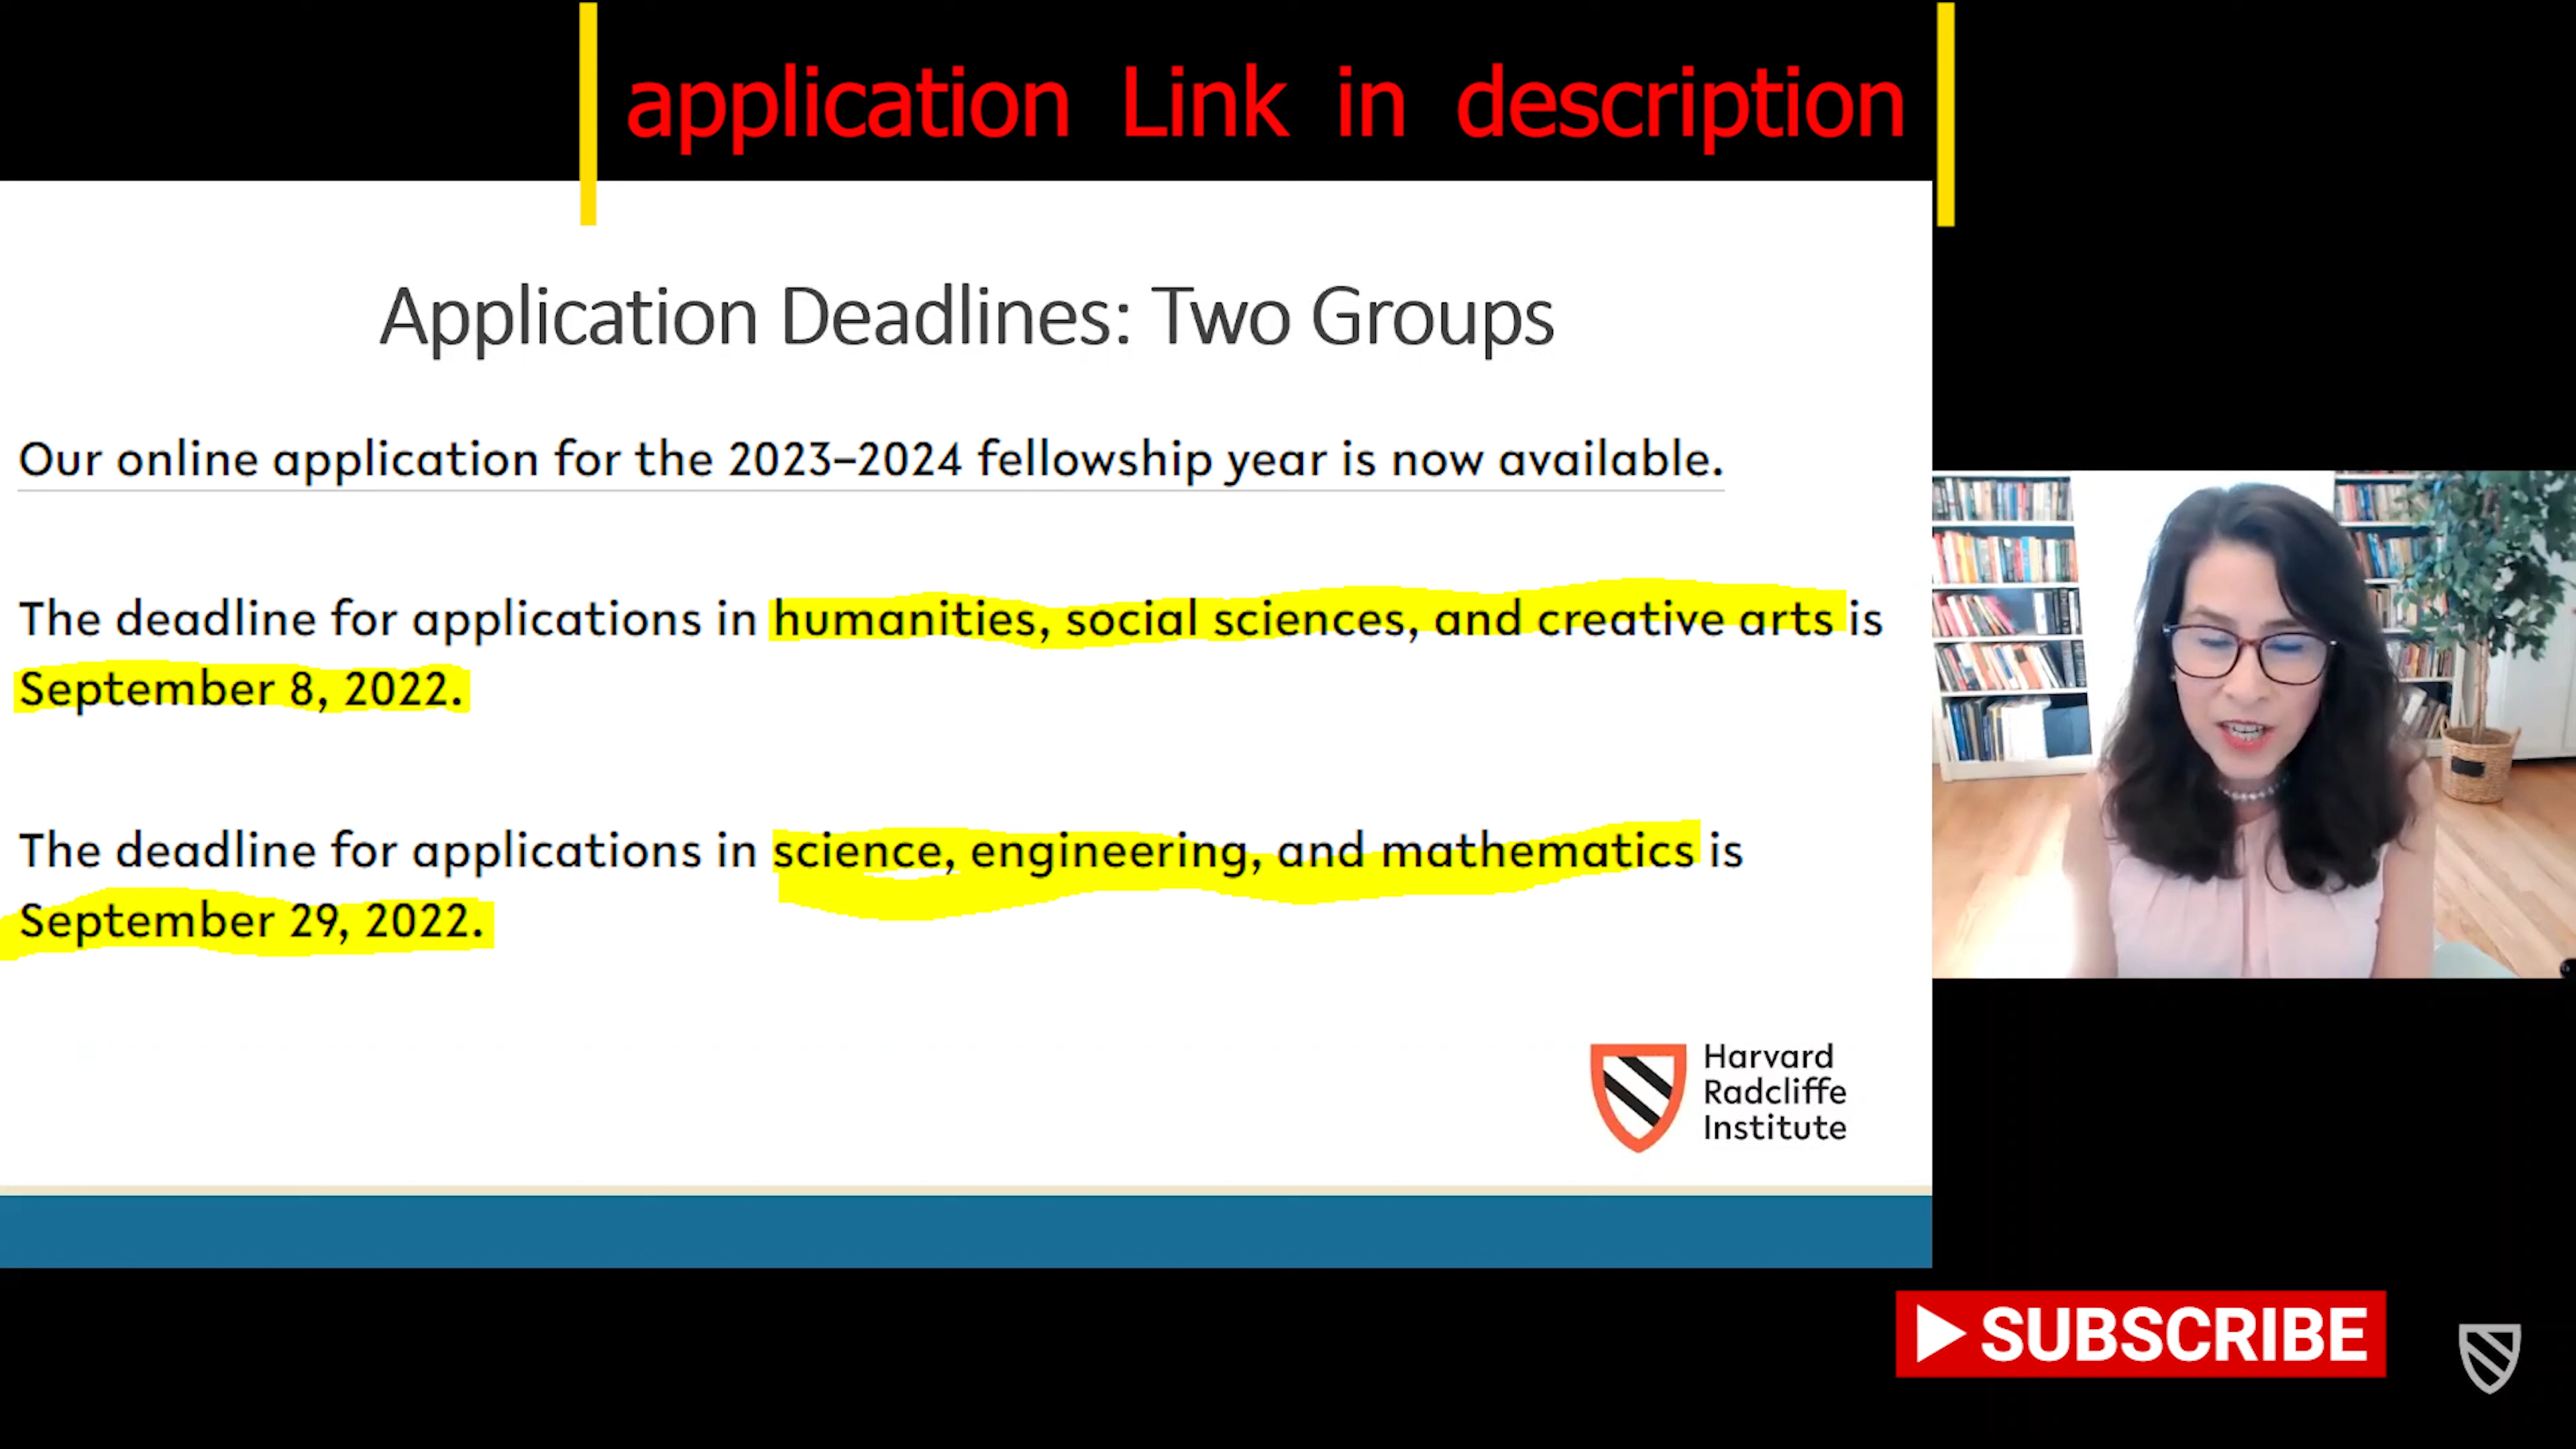 application Link in description
Application Deadlines: Two Groups
Our online application for the 2023–2024 fellowship year is now available.
The deadline for applications in humanities, social sciences, and creative arts is
September 8, 2022.
The deadline for applications in science, engineering, and mathematics is
September 29, 2022.
Harvard
Radcliffe
Institute
SUBSCRIBE